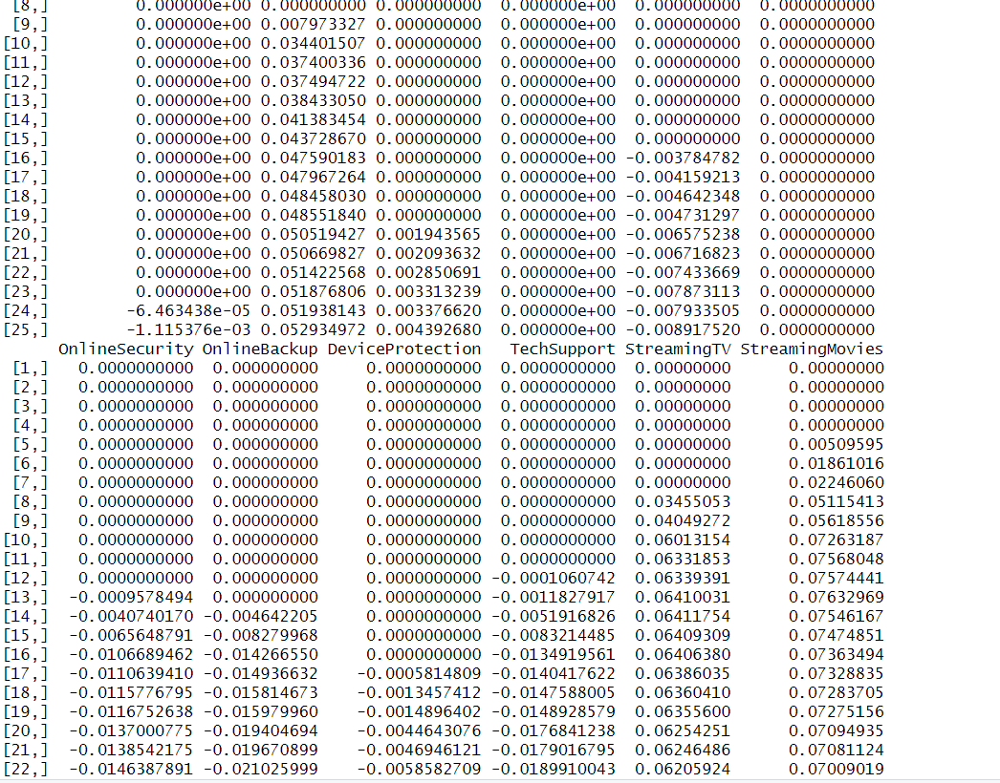 [8,] 0.000000e+00 0.000000000 0.000000000 0.000000e+00 0.000000000 0.0000000000
[9,] 0.000000e+00 0.007973327 0.000000000 0.000000e+00 0.000000000 0.0000000000
[10,] 0.000000e+00 0.034401507 0.000000000 0.000000e+00 0.000000000 0.0000000000
[11,] 0.000000e+00 0.037400336 0.000000000 0.000000e+00 0.000000000 0.0000000000
[12,] 0.000000e+00 0.037494722 0.000000000 0.000000e+00 0.000000000 0.0000000000
[13,] 0.000000e+00 0.038433050 0.000000000 0.000000e+00 0.000000000 0.0000000000
[14,] 0.000000e+00 0.041383454 0.000000000 0.000000e+00 0.000000000 0.0000000000
[15,] 0.000000e+00 0.043728670 0.000000000 0.000000e+00 0.000000000 0.0000000000
[16,] 0.000000e+00 0.047590183 0.000000000 0.000000e+00 -0.003784782 0.0000000000
[17,] 0.000000e+00 0.047967264 0.000000000 0.000000e+00 -0.004159213 0.0000000000
[18,] 0.000000e+00 0.048458030 0.000000000 0.000000e+00 -0.004642348 0.0000000000
[19,] 0.000000e+00 0.048551840 0.000000000 0.000000e+00 -0.004731297 0.0000000000
[20,] 0.000000e+00 0.050519427 0.001943565 0.000000e+00 -0.006575238 0.0000000000
[21,] 0.000000e+00 0.050669827 0.002093632 0.000000e+00 -0.006716823 0.0000000000
[22,] 0.000000e+00 0.051422568 0.002850691 0.000000e+00 -0.007433669 0.0000000000
[23,] 0.000000e+00 0.051876806 0.003313239 0.000000e+00 -0.007873113 0.0000000000
[24,] -6.463438e-05 0.051938143 0.003376620 0.000000e+00 -0.007933505 0.0000000000
[25,] -1.115376e-03 0.052934972 0.004392680 0.000000e+00 -0.008917520 0.0000000000
OnlineSecurity OnlineBackup DeviceProtection TechSupport StreamingTV StreamingMovies
[1,] 0.0000000000 0.000000000 0.0000000000 0.0000000000 0.00000000 0.00000000
[2,] 0.0000000000 0.000000000 0.0000000000 0.0000000000 0.00000000 0.00000000
[3,] 0.0000000000 0.000000000 0.0000000000 0.0000000000 0.00000000 0.00000000
[4,] 0.0000000000 0.000000000 0.0000000000 0.0000000000 0.00000000 0.00000000
[5,] 0.0000000000 0.000000000 0.0000000000 0.0000000000 0.00000000 0.00509595
[6,] 0.0000000000 0.000000000 0.0000000000 0.0000000000 0.00000000 0.01861016
[7,] 0.0000000000 0.000000000 0.0000000000 0.0000000000 0.00000000 0.02246060
[8,] 0.0000000000 0.000000000 0.0000000000 0.0000000000 0.03455053 0.05115413
[9,] 0.0000000000 0.000000000 0.0000000000 0.0000000000 0.04049272 0.05618556
[10,] 0.0000000000 0.000000000 0.0000000000 0.0000000000 0.06013154 0.07263187
[11,] 0.0000000000 0.000000000 0.0000000000 0.0000000000 0.06331853 0.07568048
[12,] 0.0000000000 0.000000000 0.0000000000 -0.0001060742 0.06339391 0.07574441
[13,] -0.0009578494 0.000000000 0.0000000000 -0.0011827917 0.06410031 0.07632969
[14,] -0.0040740170 -0.004642205 0.0000000000 -0.0051916826 0.06411754 0.07546167
[15,] -0.0065648791 -0.008279968 0.0000000000 -0.0083214485 0.06409309 0.07474851
[16,] -0.0106689462 -0.014266550 0.0000000000 -0.0134919561 0.06406380 0.07363494
[17,] -0.0110639410 -0.014936632 -0.0005814809 -0.0140417622 0.06386035 0.07328835
[18,] -0.0115776795 -0.015814673 -0.0013457412 -0.0147588005 0.06360410 0.07283705
[19,] -0.0116752638 -0.015979960 -0.0014896402 -0.0148928579 0.06355600 0.07275156
[20,] -0.0137000775 -0.019404694 -0.0044643076 -0.0176841238 0.06254251 0.07094935
[21,] -0.0138542175 -0.019670899 -0.0046946121 -0.0179016795 0.06246486 0.07081124
[22,] -0.0146387891 -0.021025999 -0.0058582709 -0.0189910043 0.06205924 0.07009019